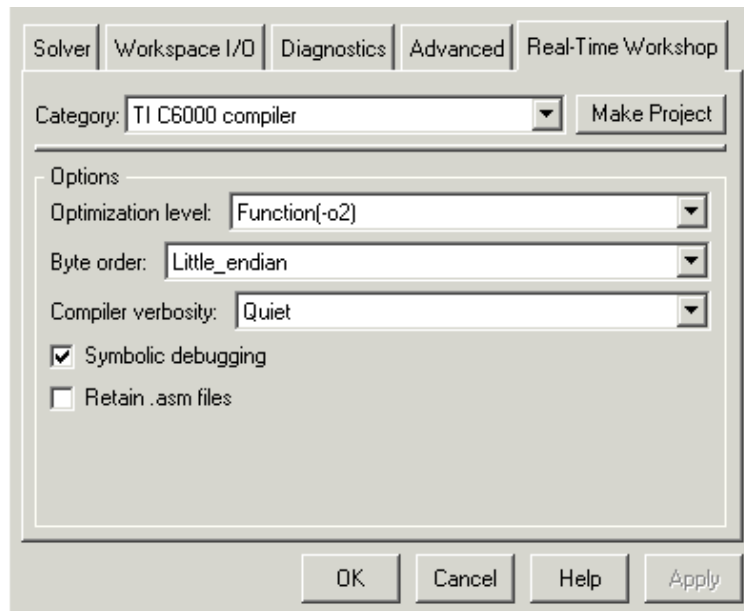 Solver Workspace I/O Diagnostics Advanced Real-Time Workshop
Category: TI C6000 compiler Make Project
Options
Optimization level: Function(-o2)
Byte order: Little_endian
Compiler verbosity: Quiet
Symbolic debugging
Retain .asm files
OK Cancel Help Apply